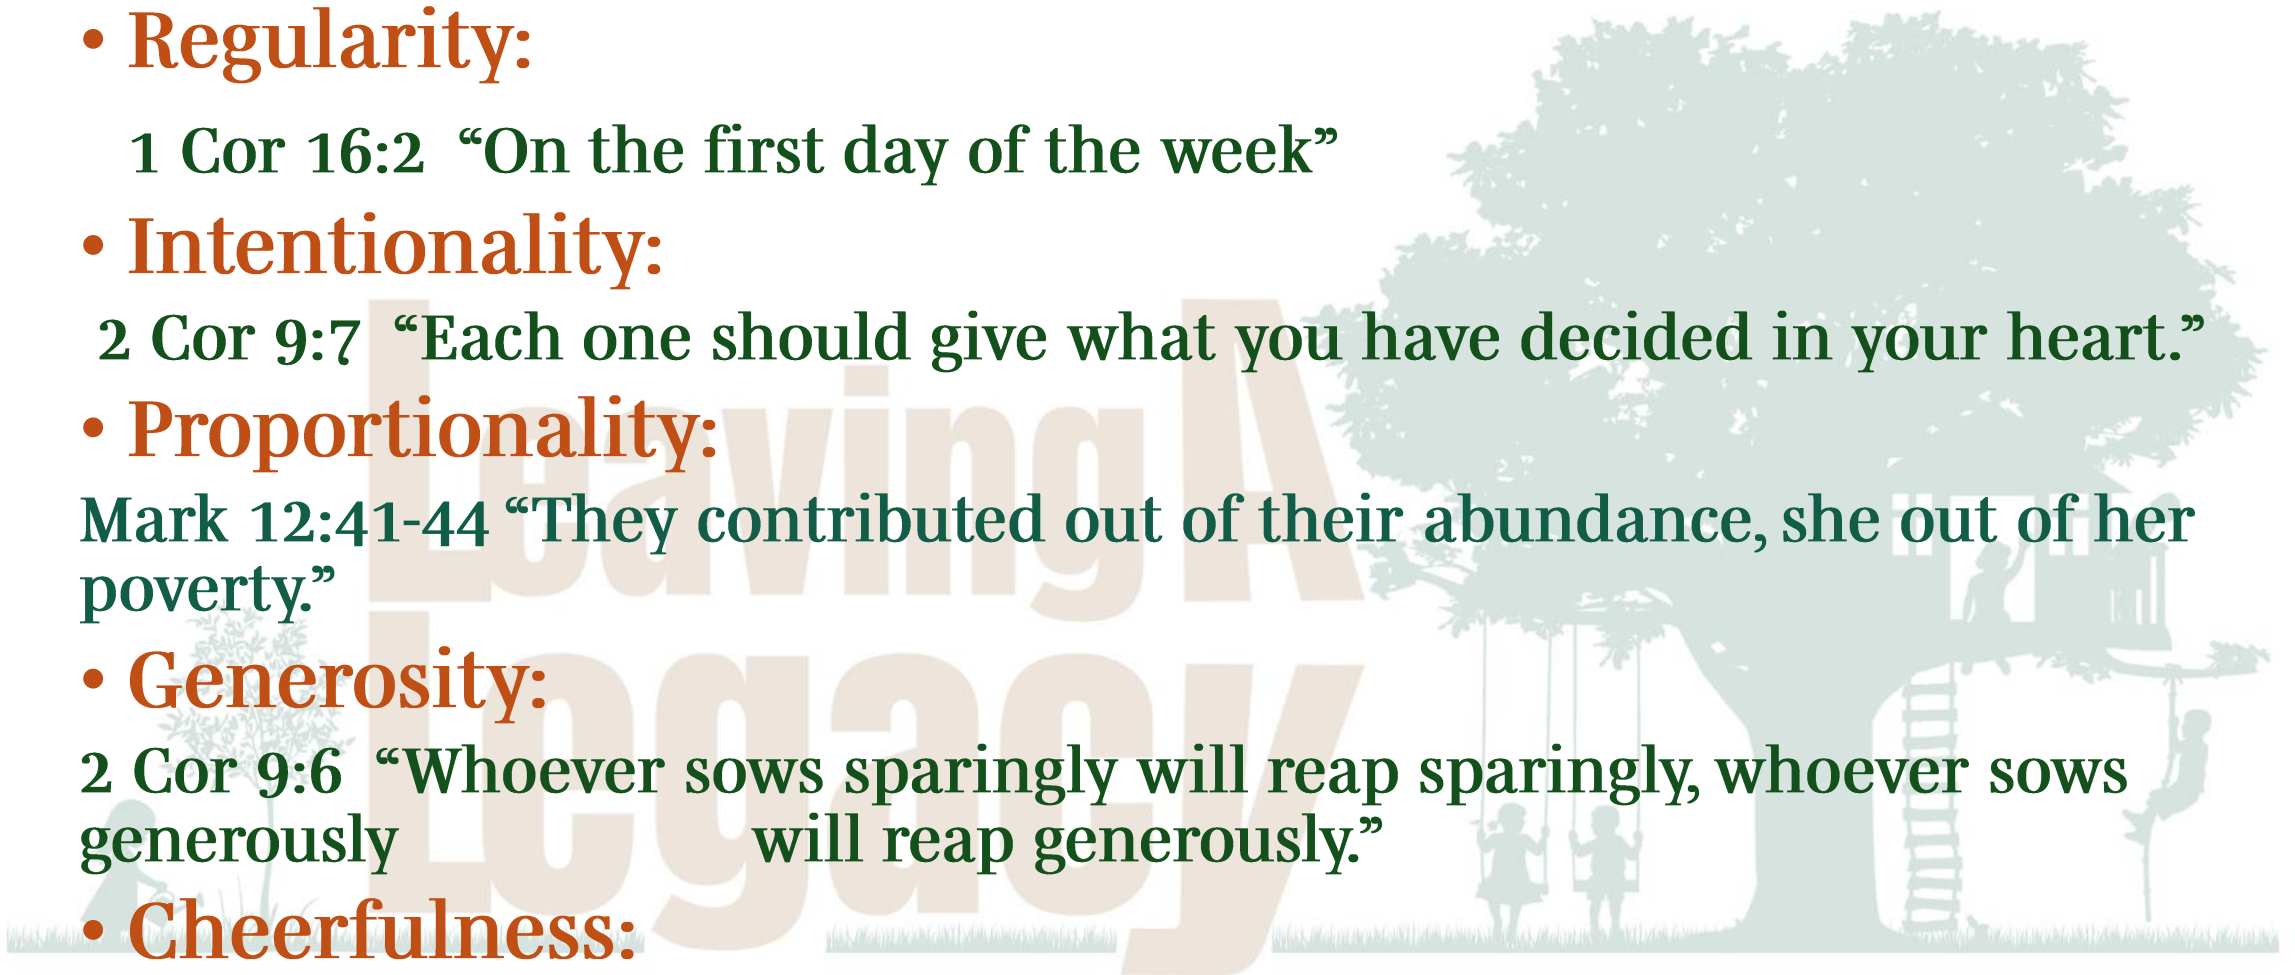 • Regularity:
1 Cor 16:2 “On the first day of the week”
• Intentionality:
2 Cor 9:7 “Each one should give what you have decided in your heart.”
• Proportionality:
Mark 12:41-44 “They contributed out of their abundance, she out of her
poverty.”
• Generosity:
2 Cor 9:6 “Whoever sows sparingly will reap sparingly, whoever sows
generously will reap generously.”
• Cheerfulness:
Leaving A
Legacy